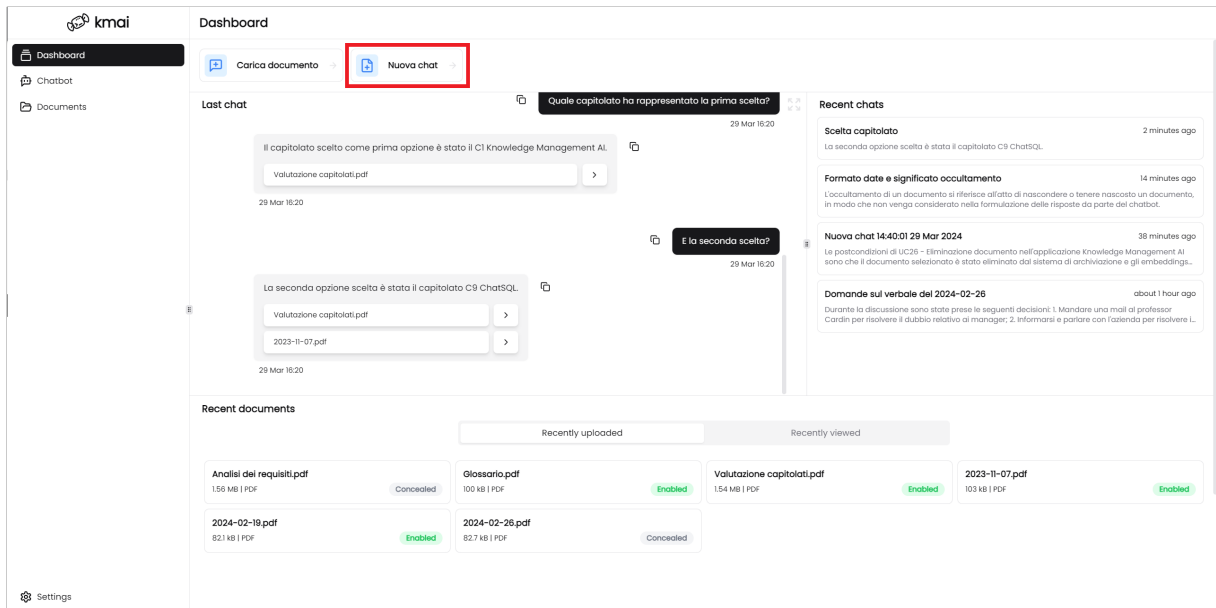 kmai
Dashboard
Dashboard
Chatbot
Documents
Settings
Carica documento
Nuova chat
Last chat
Quale capitolato ha rappresentato la prima scelta?
29 Mar 16:20
Il capitolato scelto come prima opzione è stato il C1 Knowledge Management AI.
Valutazione capitolati.pdf
29 Mar 16:20
E la seconda scelta?
29 Mar 16:20
La seconda opzione scelta è stata il capitolato C9 ChatSQL.
Valutazione capitolati.pdf
2023-11-07.pdf
29 Mar 16:20
Recent chats
Scelta capitolato 2 minutes ago
La seconda opzione scelta è stata il capitolato C9 ChatSQL.
Formato date e significato occultamento 14 minutes ago
L'occultamento di un documento si riferisce all'atto di nascondere o tenere nascosto un documento,
in modo che non venga considerato nella formulazione delle risposte da parte del chatbot.
Nuova chat 14:40:01 29 Mar 2024 38 minutes ago
Le postcondizioni di UC26 - Eliminazione documento nell'applicazione Knowledge Management AI
sono che il documento selezionato è stato eliminato dal sistema di archiviazione e gli embeddings...
Domande sul verbale del 2024-02-26 about 1 hour ago
Durante la discussione sono state prese le seguenti decisioni: 1. Mandare una mail al professor
Cardin per risolvere il dubbio relativo ai manager; 2. Informarsi e parlare con l'azienda per risolvere i...
Recent documents
Recently uploaded Recently viewed
Analisi dei requisiti.pdf
1.56 MB | PDF Concealed
Glossario.pdf
100 kB | PDF Enabled
Valutazione capitolati.pdf
1.54 MB | PDF Enabled
2023-11-07.pdf
103 kB | PDF Enabled
2024-02-19.pdf
82.1 kB | PDF Enabled
2024-02-26.pdf
82.7 kB | PDF Concealed